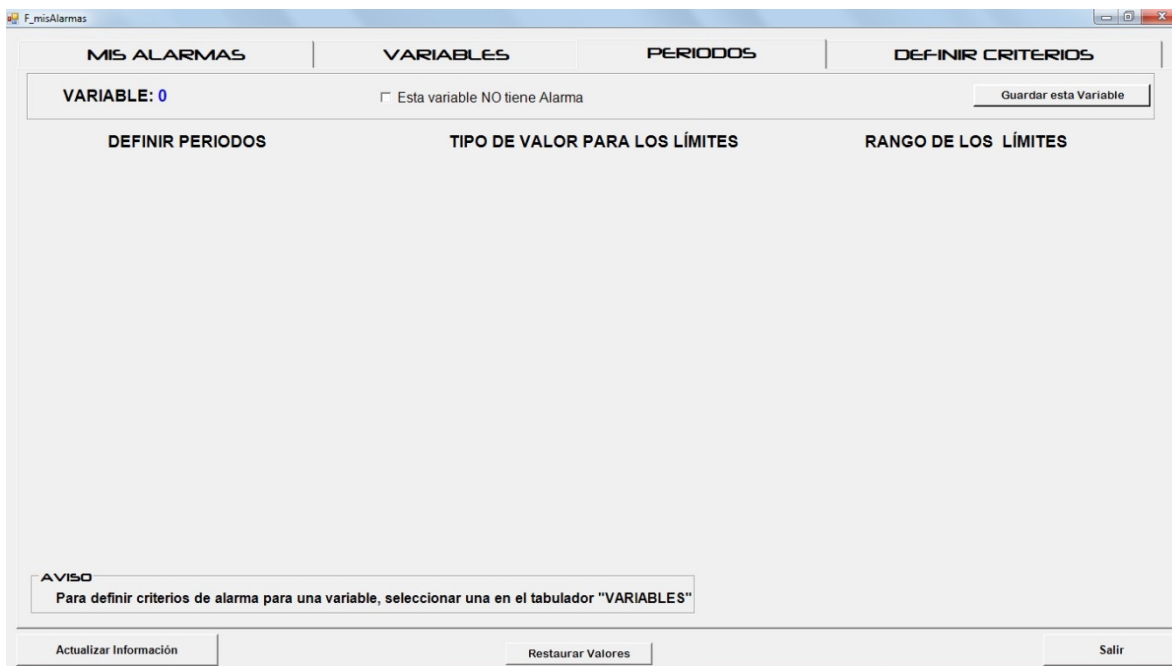 F_misAlarmas
MIS ALARMAS VARIABLES PERIODOS DEFINIR CRITERIOS
VARIABLE: 0 Esta variable NO tiene Alarma Guardar esta Variable
DEFINIR PERIODOS TIPO DE VALOR PARA LOS LÍMITES RANGO DE LOS LÍMITES
AVISO
Para definir criterios de alarma para una variable, seleccionar una en el tabulador "VARIABLES"
Actualizar Información Restaurar Valores Salir